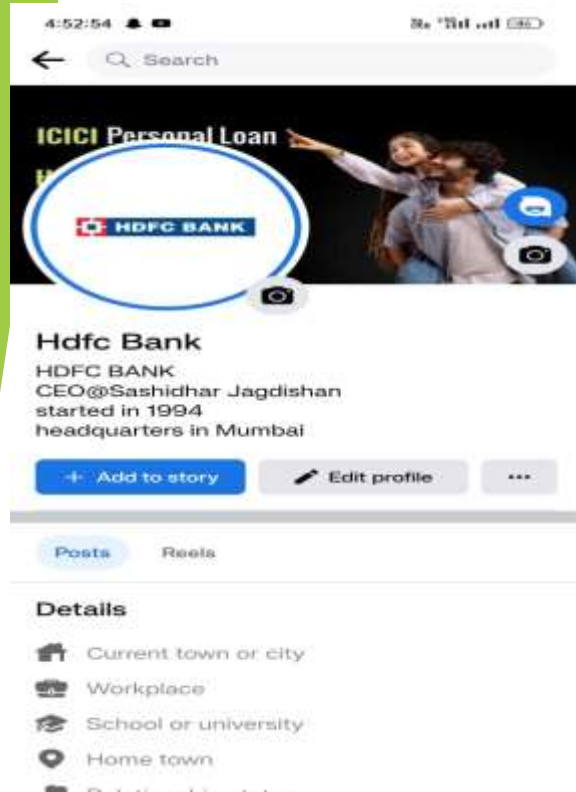 4:52:54
Search
ICICI Personal Loan
HDFC BANK
Hdfc Bank
HDFC BANK
CEO@Sashidhar Jagdishan
started in 1994
headquarters in Mumbai
+ Add to story
Edit profile
Posts
Reels
Details
Current town or city
Workplace
School or university
Home town